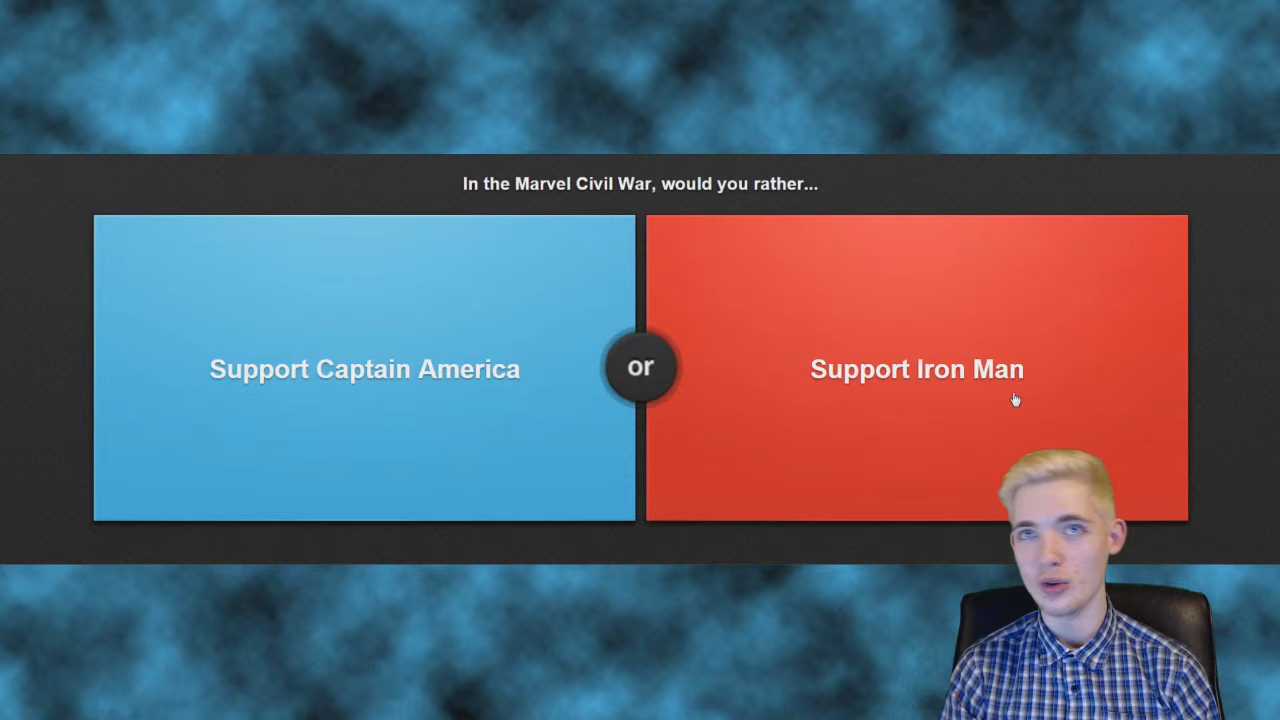 In the Marvel Civil War, would you rather...
Support Captain America
or
Support Iron Man